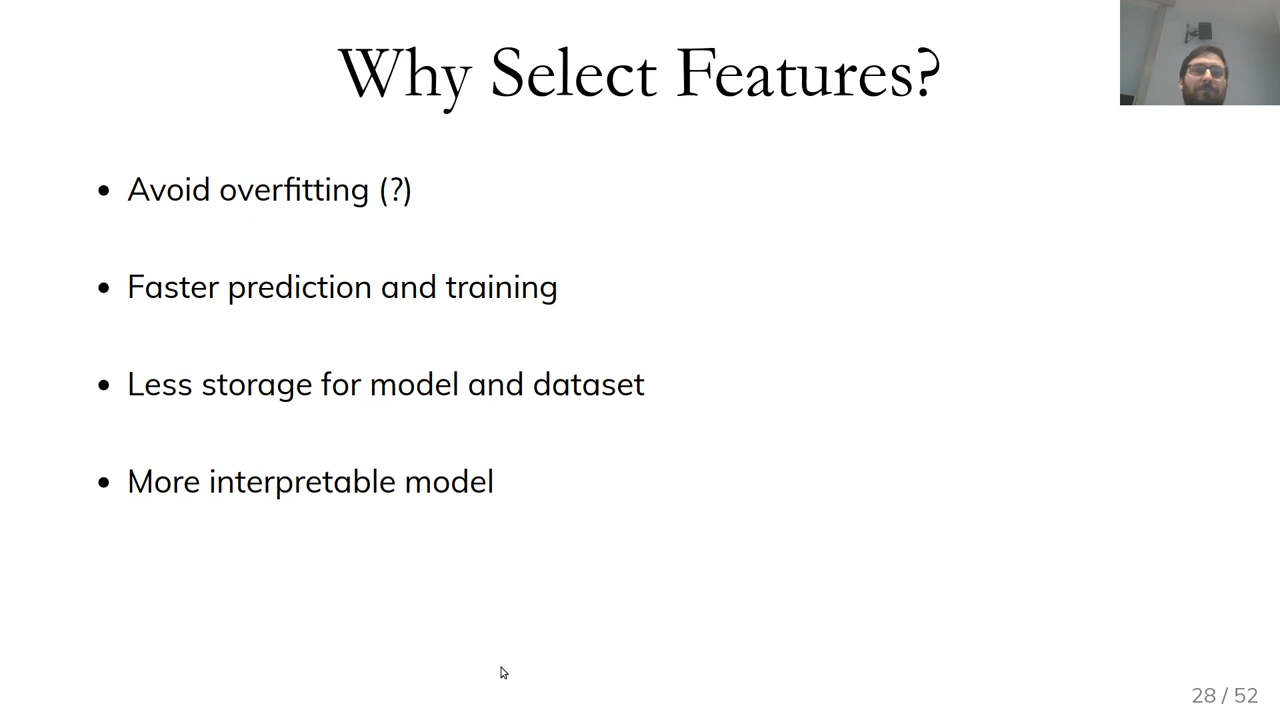 Why Select Features?
• Avoid overfitting (?)
• Faster prediction and training
• Less storage for model and dataset
• More interpretable model
28 / 52